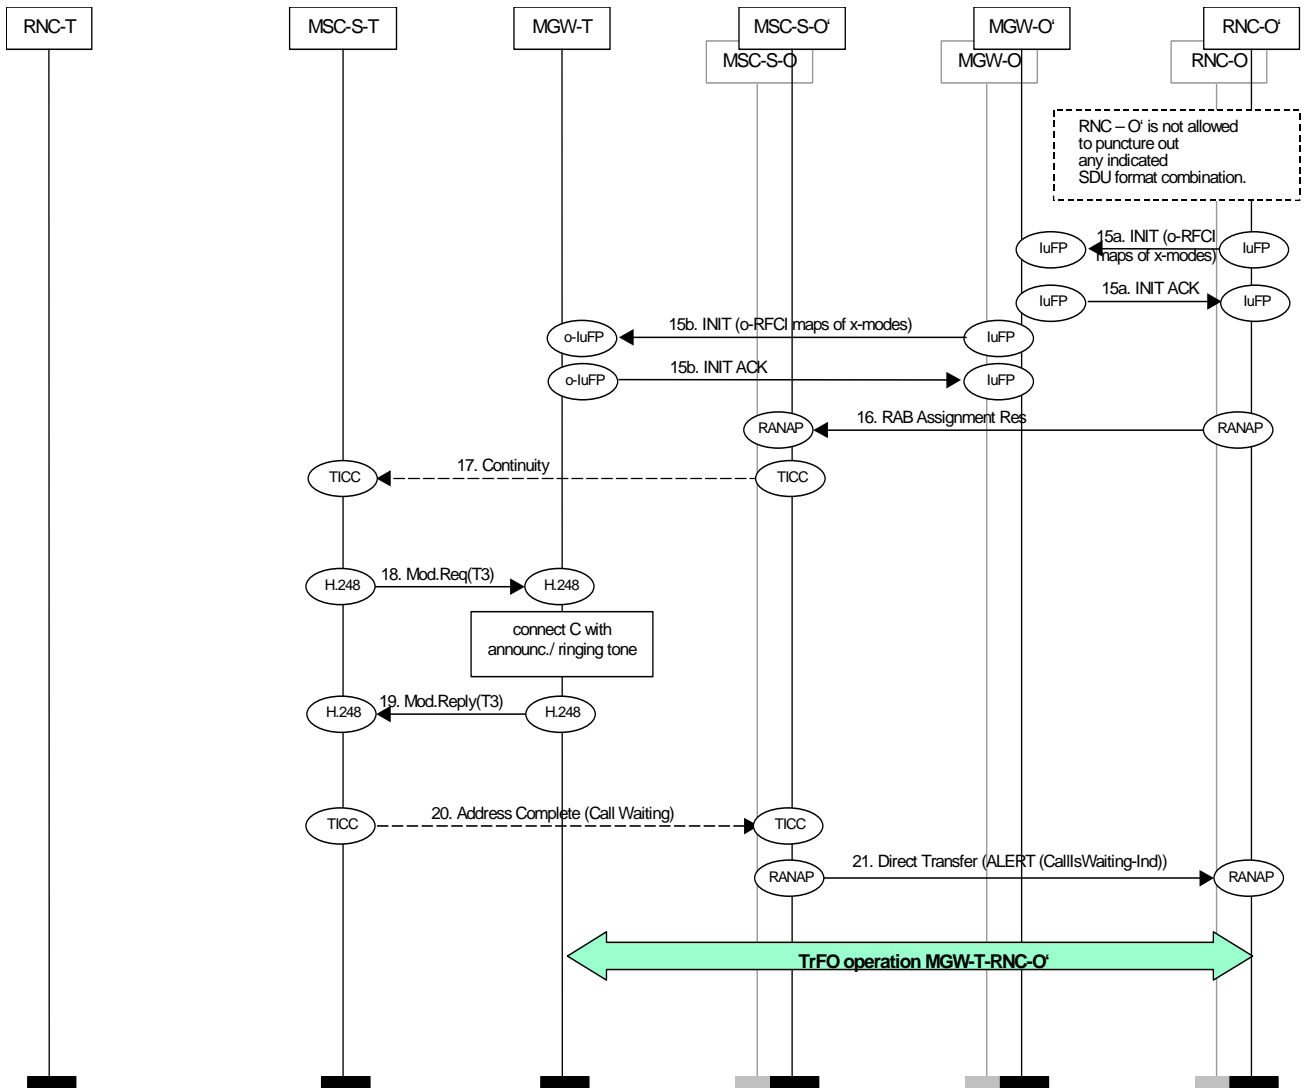 RNC-T
MSC-S-T
MGW-T
MSC-S-O‘
MGW-O‘
RNC-O‘
MSC-S-O
MGW-O
RNC-O
RNC – O‘ is not allowed
to puncture out
any indicated
SDU format combination.
IuFP
15a. INIT (o-RFCI
maps of x-modes)
IuFP
IuFP
15a. INIT ACK
IuFP
o-IuFP
15b. INIT (o-RFCI maps of x-modes)
IuFP
o-IuFP
15b. INIT ACK
IuFP
RANAP
16. RAB Assignment Res
RANAP
TICC
17. Continuity
TICC
H.248
18. Mod.Req(T3)
H.248
connect C with
announc./ ringing tone
H.248
19. Mod.Reply(T3)
H.248
TICC
20. Address Complete (Call Waiting)
TICC
RANAP
21. Direct Transfer (ALERT (CallIsWaiting-Ind))
RANAP
TrFO operation MGW-T-RNC-O‘